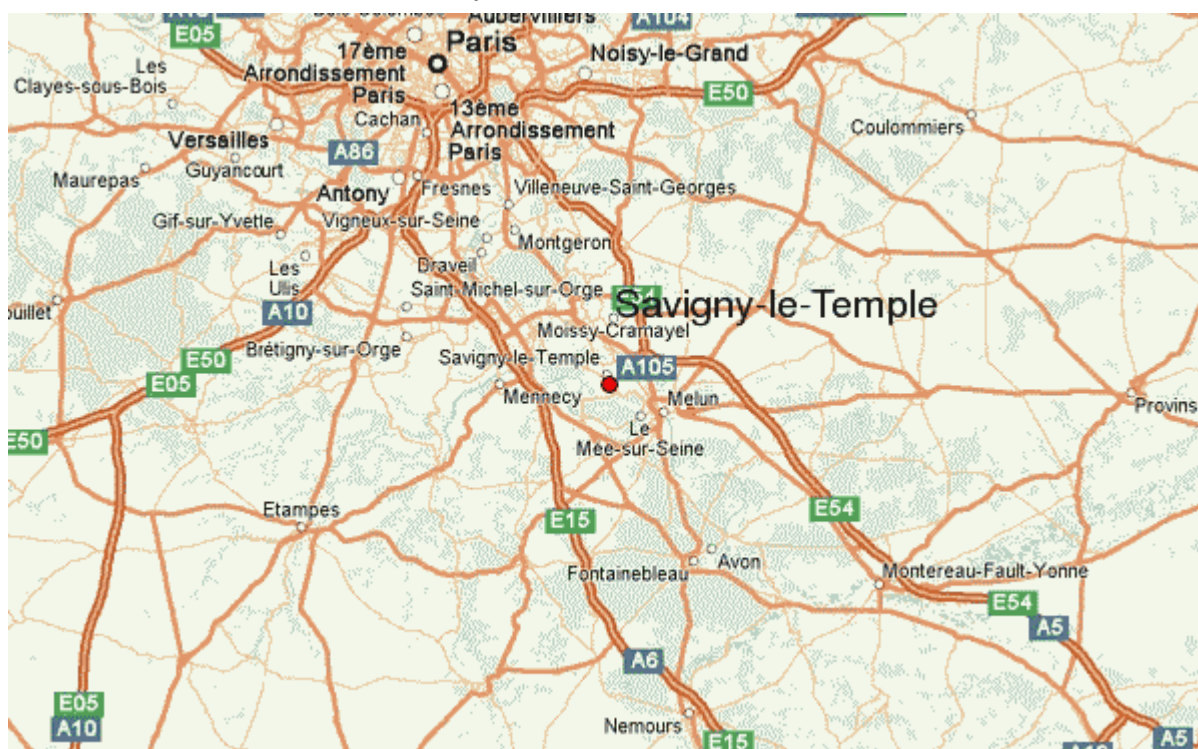 Aubervilliers
A104
E05
Paris
17ème
Arrondissement
Paris
Noisy-le-Grand
Les
Clayes-sous-Bois
E50
13ème
Arrondissement
Paris
Cachan
Coulommiers
Versailles
A86
Guyancourt
Maurepas
Antony
Fresnes
Villeneuve-Saint-Georges
Gif-sur-Yvette
Vigneux-sur-Seine
Montgeron
Les
Ulis
Draveil
Saint-Michel-sur-Orge
Savigny-le-Temple
ouillet
A10
Moissy-Cramayel
Brétigny-sur-Orge
E50
Savigny-le-Temple
A105
E05
Mennecy
Melun
Provins
Le
Mée-sur-Seine
E50
Etampes
E54
E15
Avon
Fontainebleau
Montereau-Fault-Yonne
E54
A5
A6
E05
A10
Nemours
E15
A5